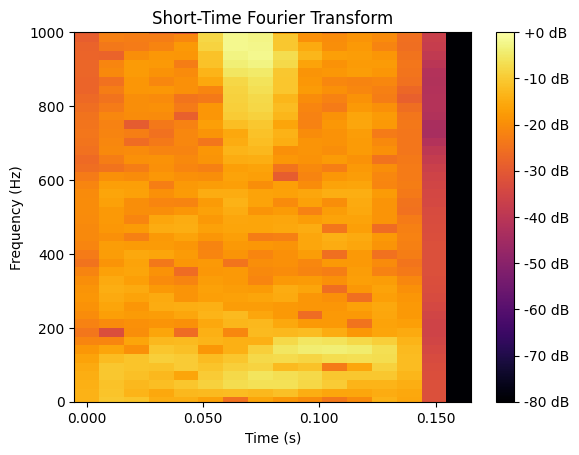 Short-Time Fourier Transform
1000
800
600
400
200
0
Frequency (Hz)
0.000
0.050
0.100
0.150
Time (s)
+0 dB
-10 dB
-20 dB
-30 dB
-40 dB
-50 dB
-60 dB
-70 dB
-80 dB